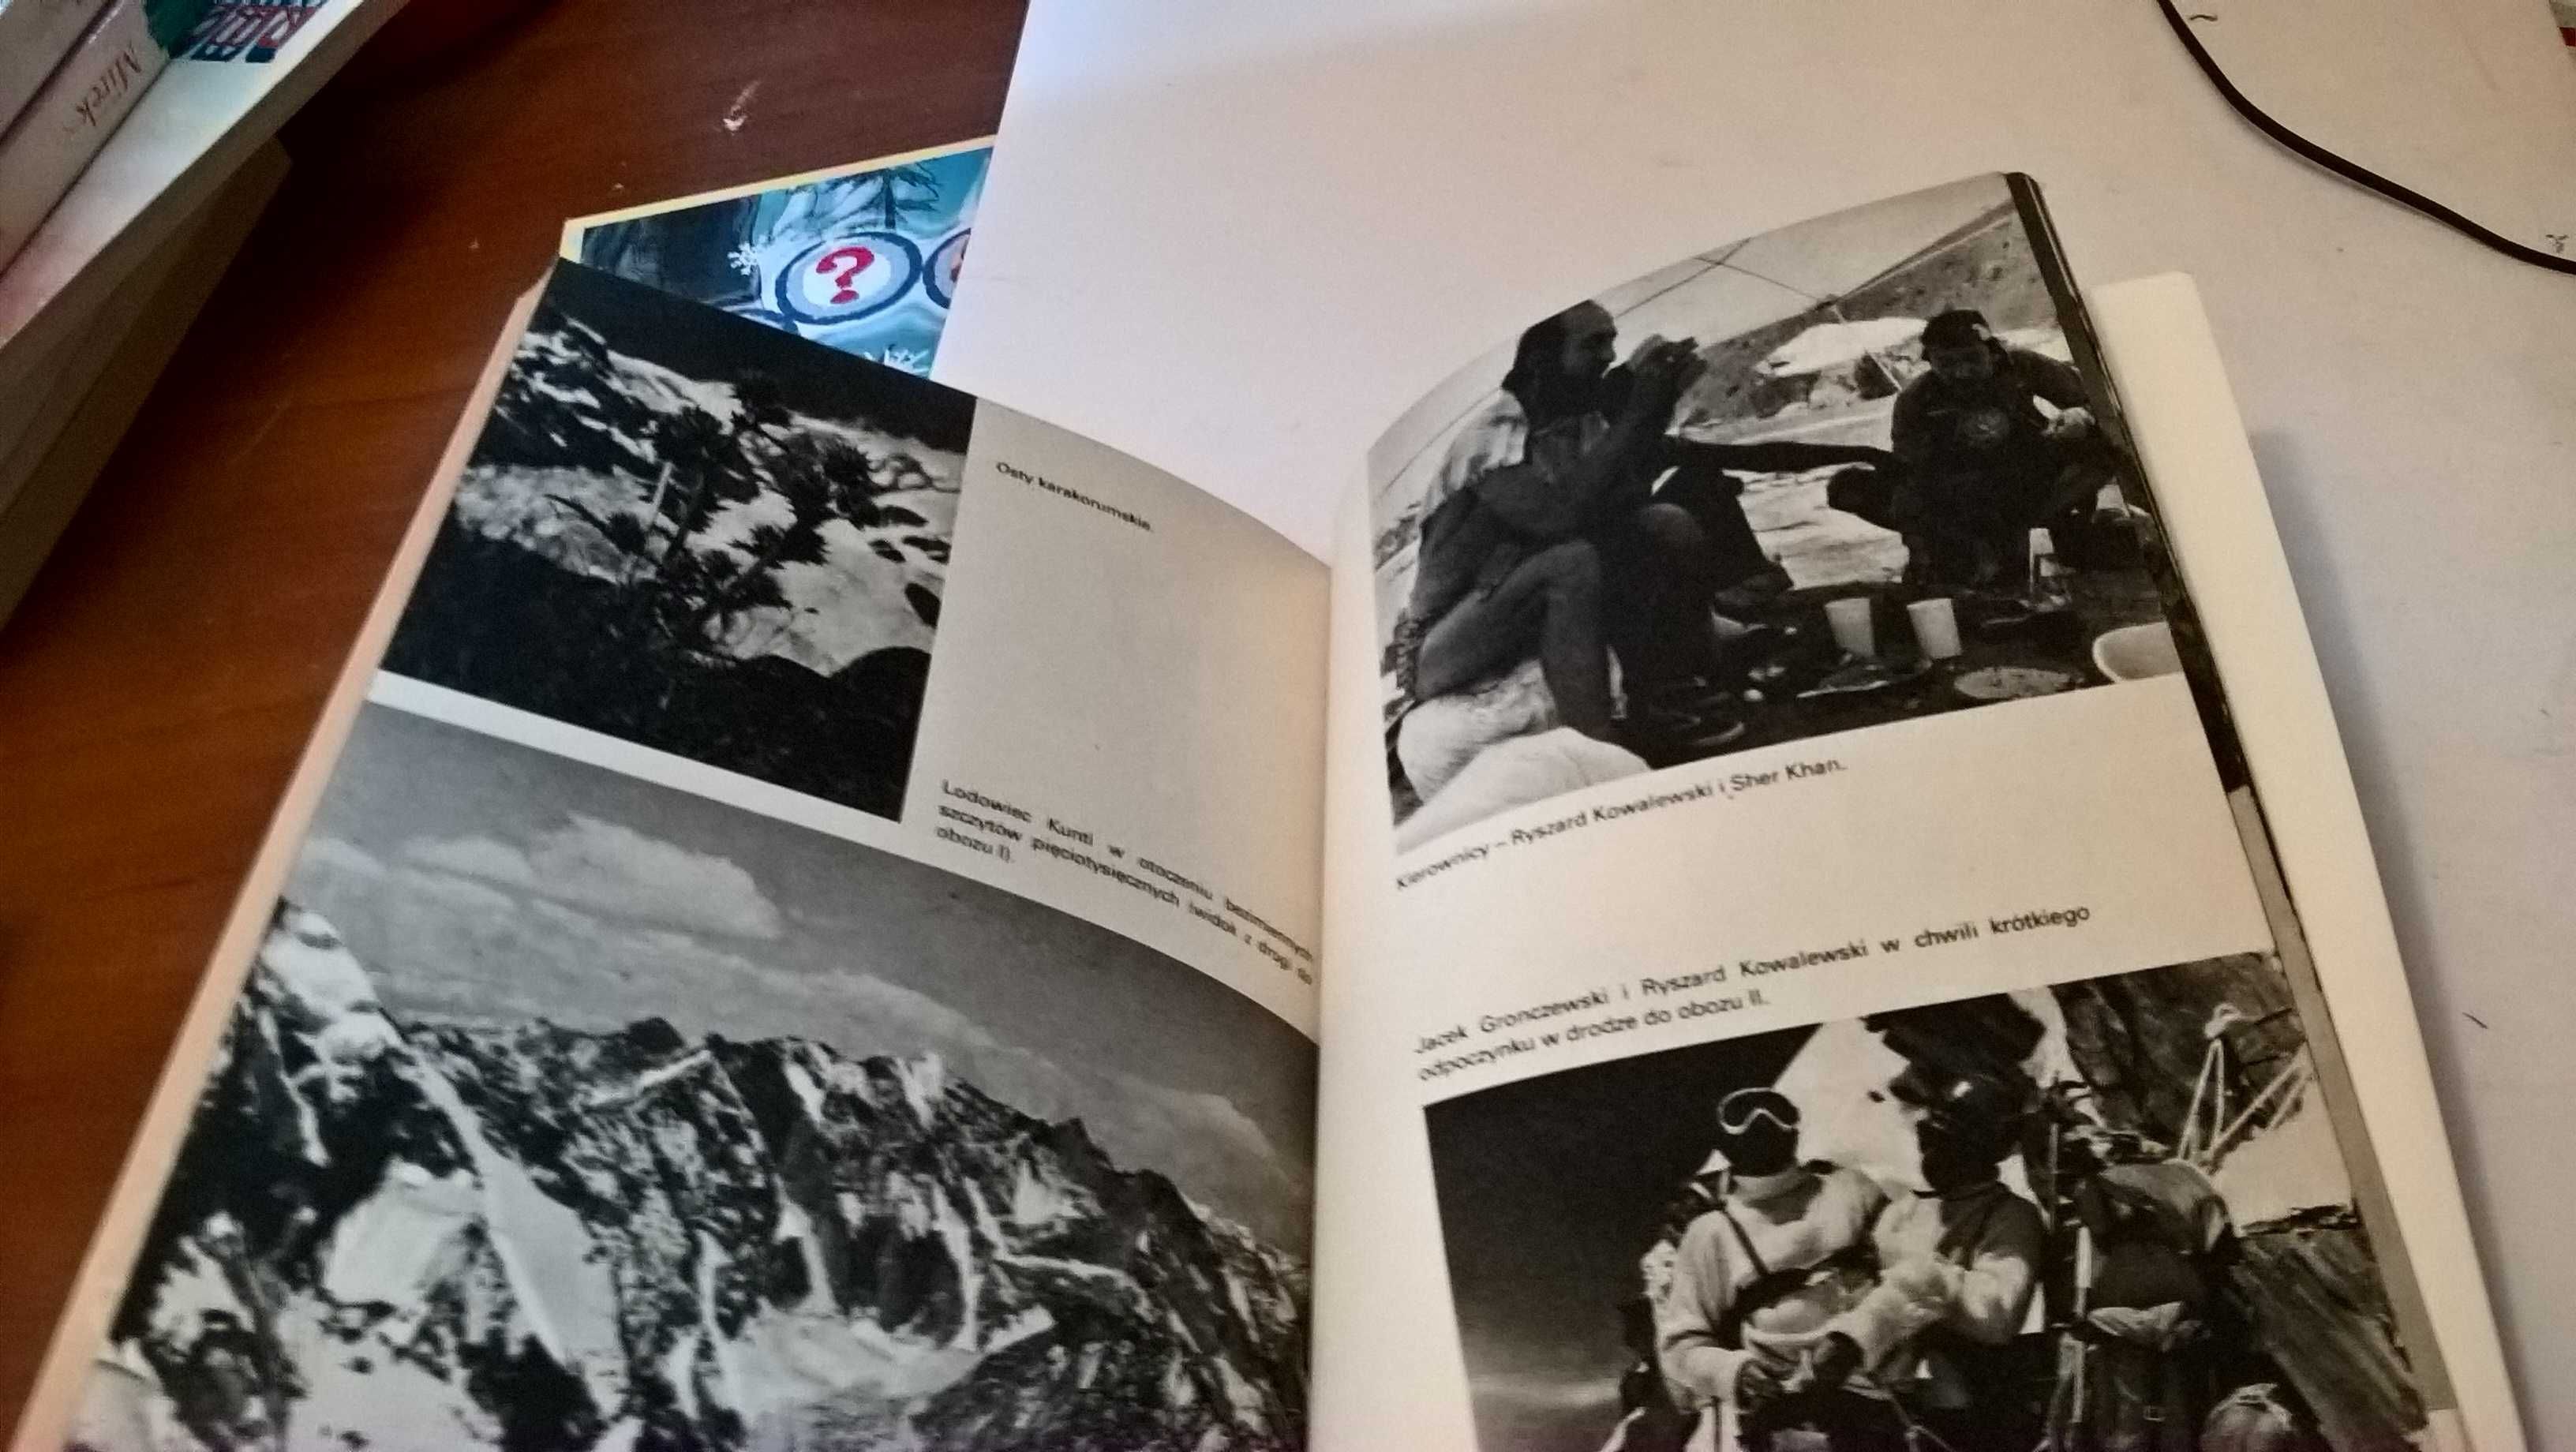 Mirek
?
Osty karakorumskie.
Lodowiec Kunti w otoczeniu bezimiennych
szczytów pięciotysięcznych (widok z drogi do
obozu I).
Kierownicy – Ryszard Kowalewski i Sher Khan.
Jacek Gronczewski i Ryszard Kowalewski w chwili krótkiego
odpoczynku w drodze do obozu II.